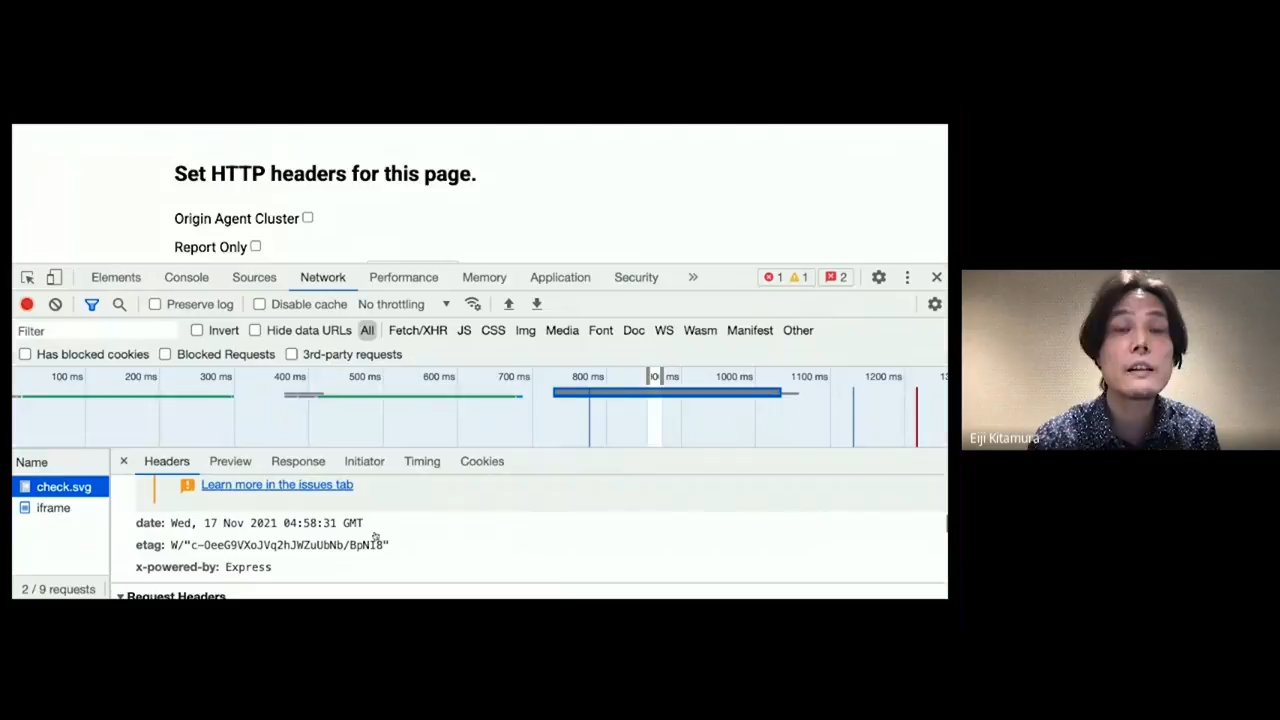 Set HTTP headers for this page.
Origin Agent Cluster
Report Only
Elements Console Sources Network Performance Memory Application Security » 1 1 2
Preserve log Disable cache No throttling
Filter Invert Hide data URLs All Fetch/XHR JS CSS Img Media Font Doc WS Wasm Manifest Other
Has blocked cookies Blocked Requests 3rd-party requests
100 ms 200 ms 300 ms 400 ms 500 ms 600 ms 700 ms 800 ms ms 1000 ms 1100 ms 1200 ms
Name Headers Preview Response Initiator Timing Cookies
check.svg
Learn more in the issues tab
iframe
date: Wed, 17 Nov 2021 04:58:31 GMT
etag: W/"c-OeeG9VXoJVq2hJWZuUbNb/BpNI8"
x-powered-by: Express
2 / 9 requests
Request Headers
Eiji Kitamura